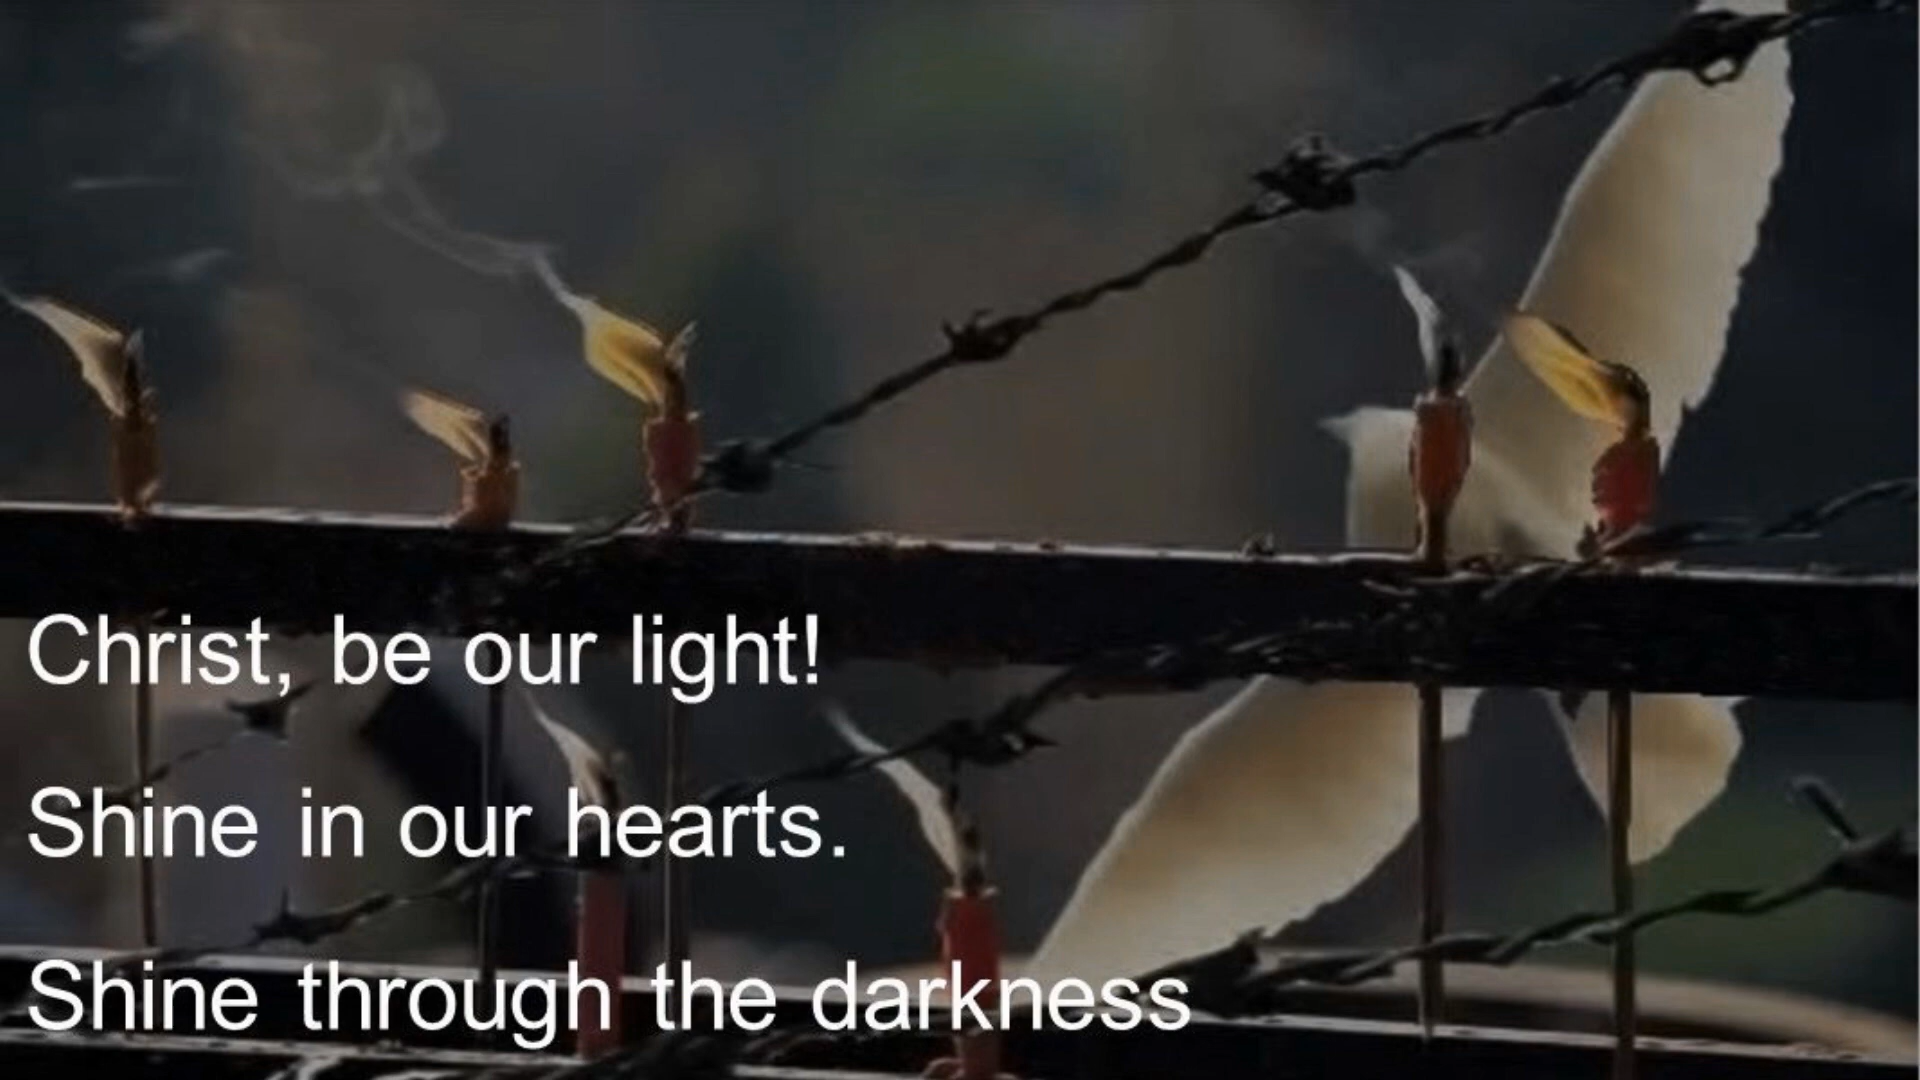 Christ, be our light!
Shine in our hearts.
Shine through the darkness